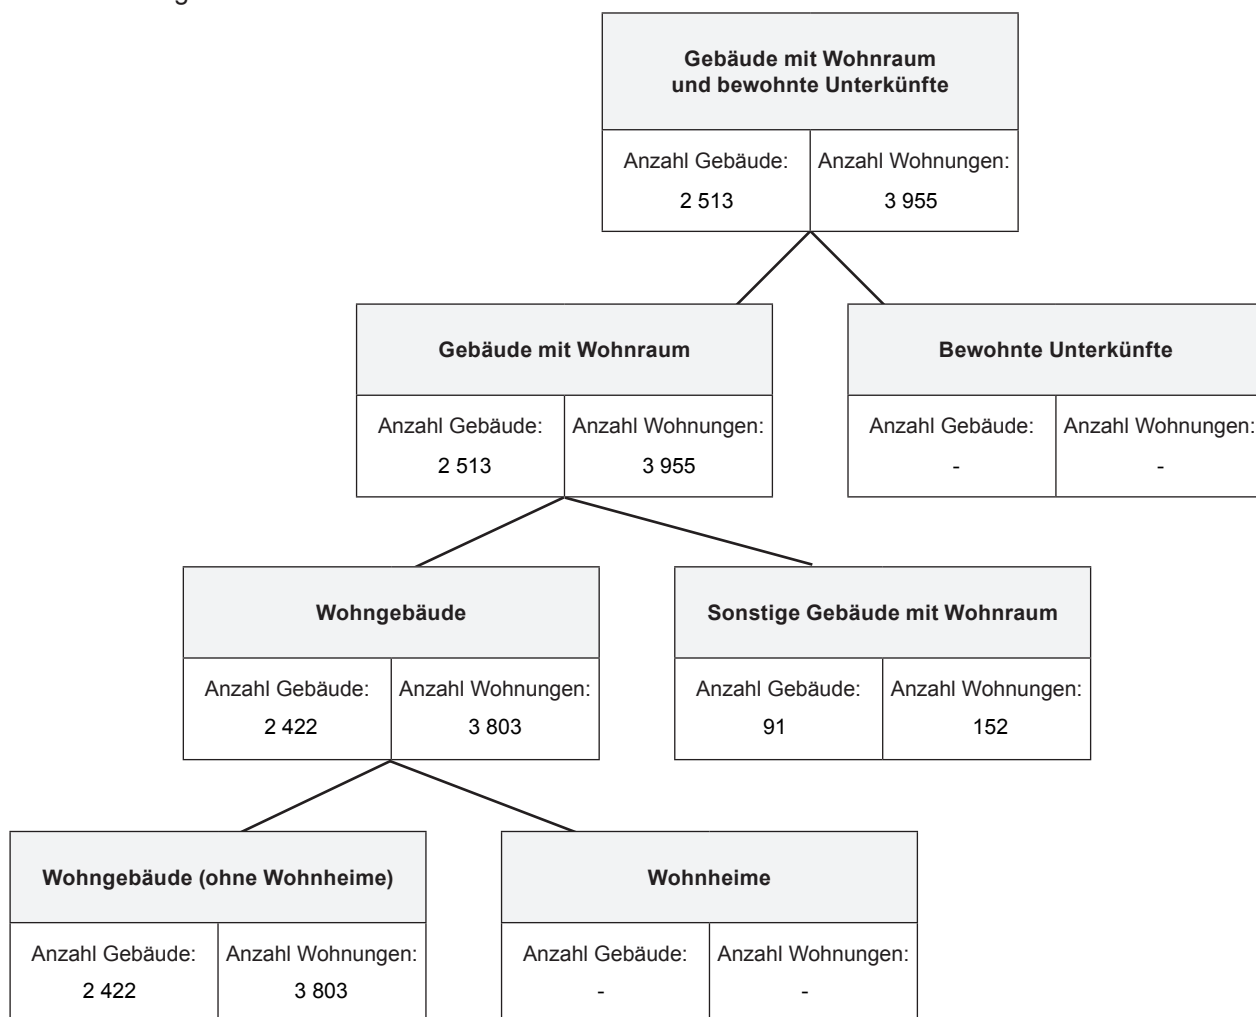 Gebäude mit Wohnraum
und bewohnte Unterkünfte
Anzahl Gebäude: Anzahl Wohnungen:
2 513 3 955
Gebäude mit Wohnraum
Anzahl Gebäude: Anzahl Wohnungen:
2 513 3 955
Bewohnte Unterkünfte
Anzahl Gebäude: Anzahl Wohnungen:
- -
Wohngebäude
Anzahl Gebäude: Anzahl Wohnungen:
2 422 3 803
Sonstige Gebäude mit Wohnraum
Anzahl Gebäude: Anzahl Wohnungen:
91 152
Wohngebäude (ohne Wohnheime)
Anzahl Gebäude: Anzahl Wohnungen:
2 422 3 803
Wohnheime
Anzahl Gebäude: Anzahl Wohnungen:
- -